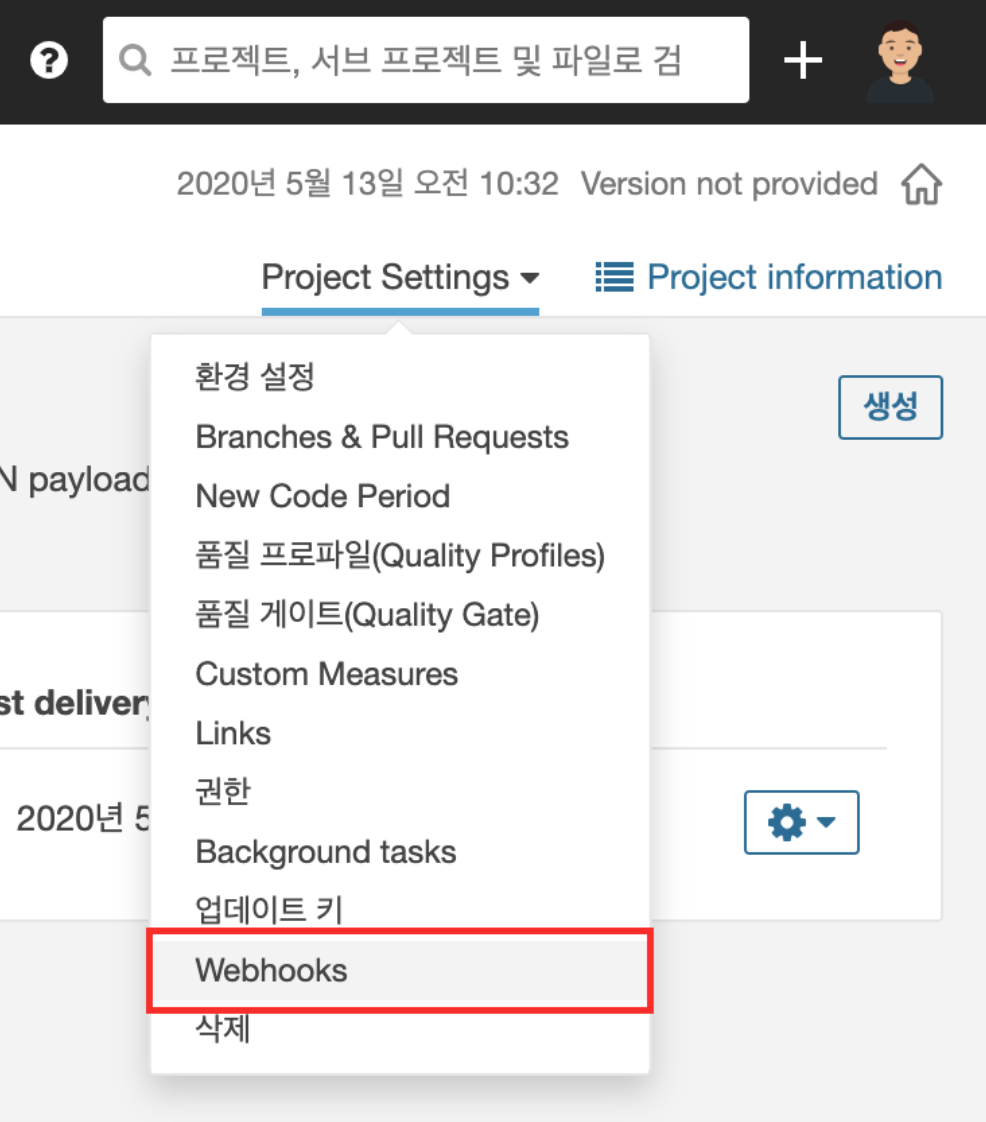 ?
프로젝트, 서브 프로젝트 및 파일로 검
2020년 5월 13일 오전 10:32 Version not provided
Project Settings
Project information
환경 설정
생성
Branches & Pull Requests
N payload
New Code Period
품질 프로파일(Quality Profiles)
품질 게이트(Quality Gate)
Custom Measures
st delivery
Links
권한
2020년 5
Background tasks
업데이트 키
Webhooks
삭제